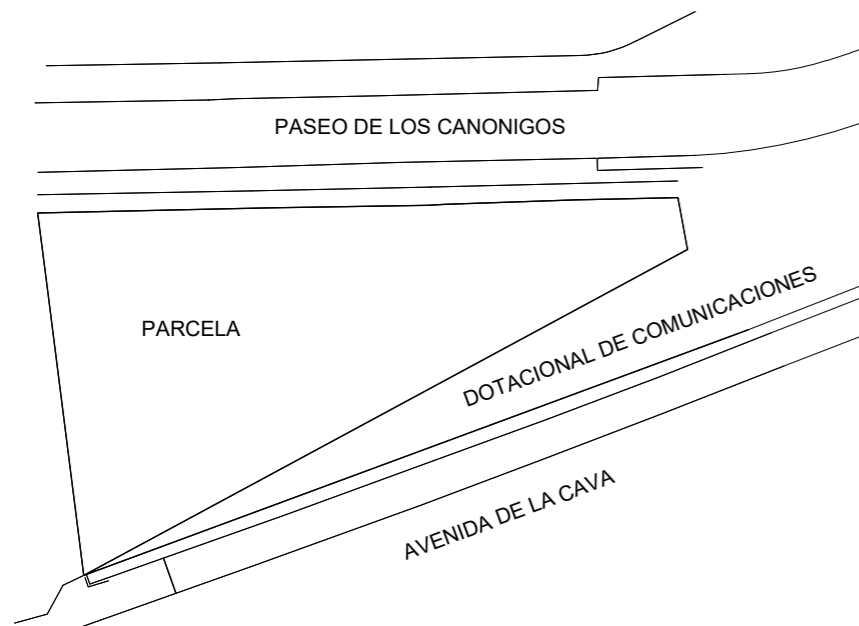 PASEO DE LOS CANONIGOS
PARCELA
DOTACIONAL DE COMUNICACIONES
AVENIDA DE LA CAVA